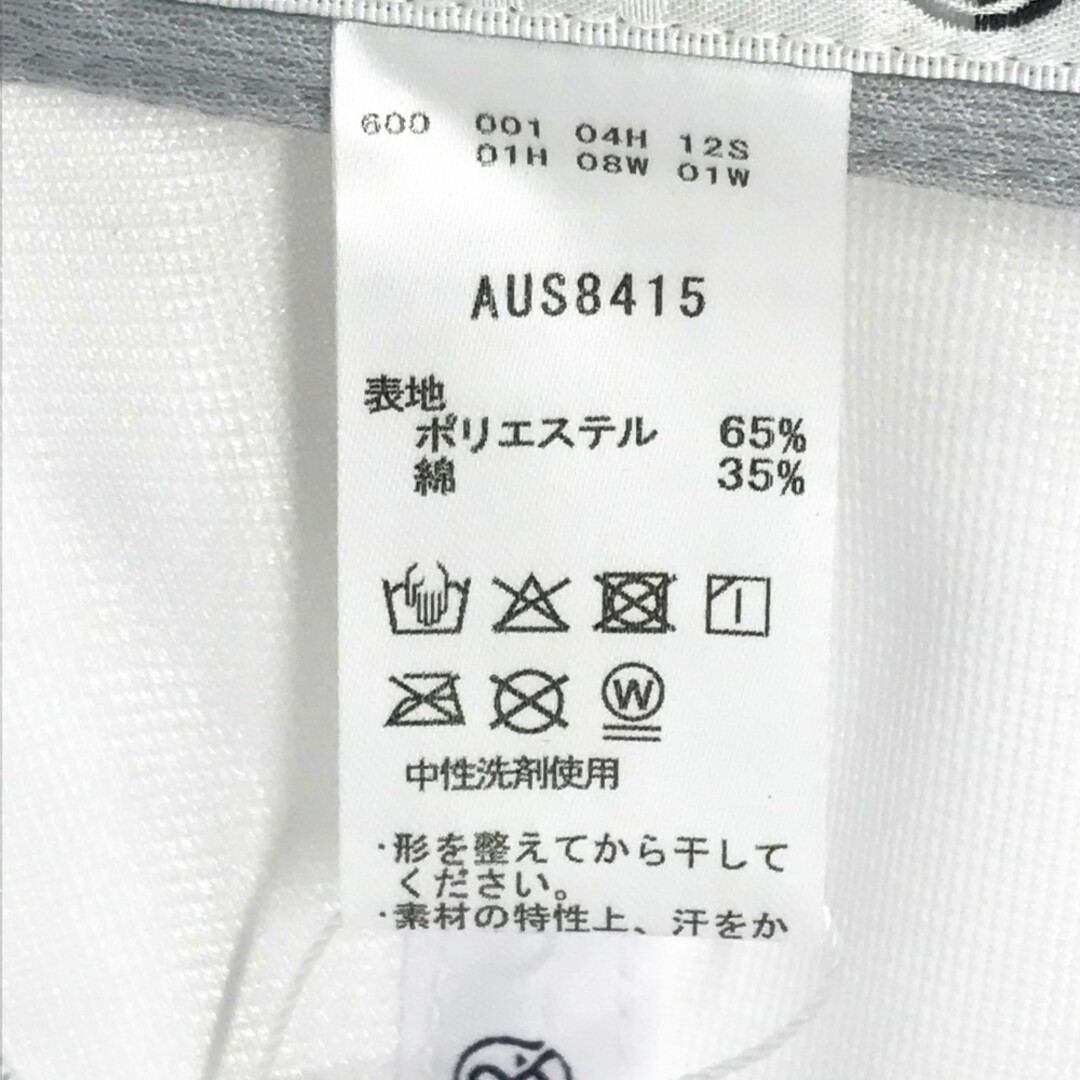 600 001 04H 12S
01H 08W 01W
AUS8415
表地
ポリエステル 65%
綿 35%
W
中性洗剤使用
・形を整えてから干して
ください。
・素材の特性上、汗をか